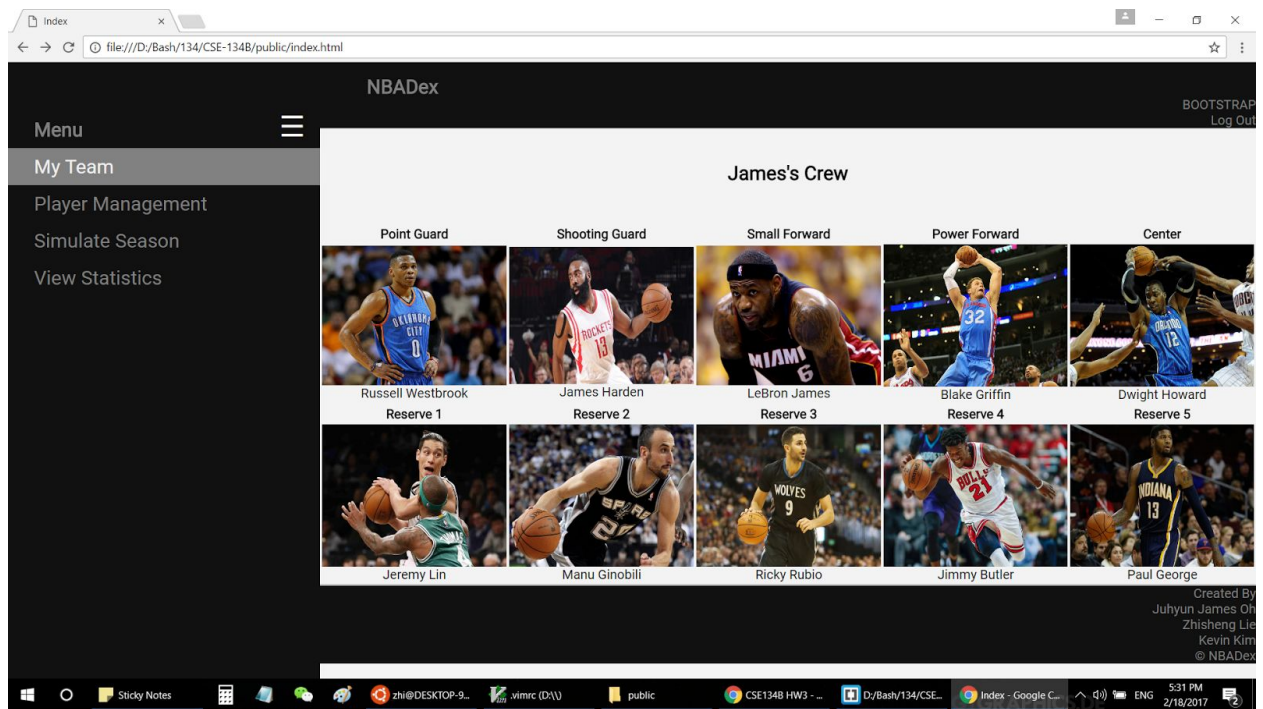 Index
file:///D:/Bash/134/CSE-134B/public/index.html
NBADex
BOOTSTRAP
Log Out
Menu
My Team
Player Management
Simulate Season
View Statistics
James's Crew
Point Guard Shooting Guard Small Forward Power Forward Center
OKLAHOMA CITY 0
ROCKETS 13
MIAMI 6
32
ORLANDO 12
Russell Westbrook James Harden LeBron James Blake Griffin Dwight Howard
Reserve 1 Reserve 2 Reserve 3 Reserve 4 Reserve 5
WOLVES 9
BULLS 21
INDIANA 13
Jeremy Lin Manu Ginobili Ricky Rubio Jimmy Butler Paul George
Created By
Juhyun James Oh
Zhisheng Lie
Kevin Kim
© NBADex
Sticky Notes zhi@DESKTOP-9... .vimrc (D:\\) public CSE134B HW3 - ... D:/Bash/134/CSE... Index - Google C... ENG 5:31 PM
2/18/2017 2